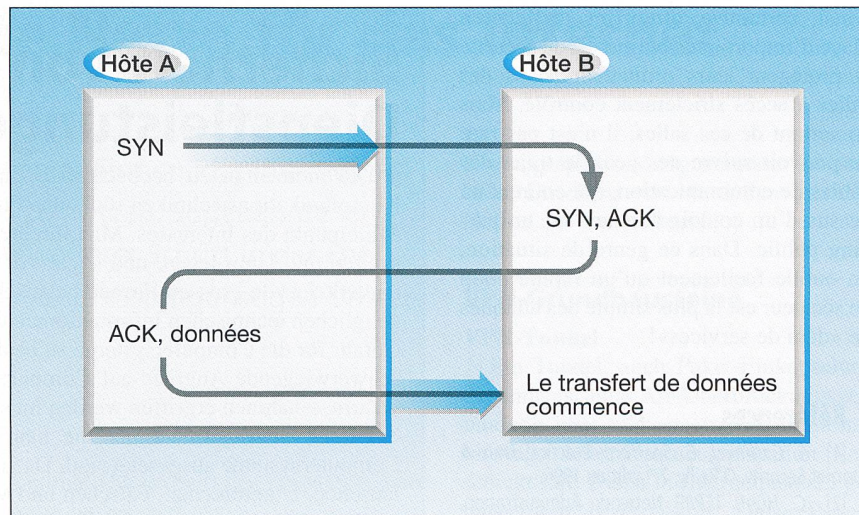 Hôte A
Hôte B
SYN
SYN, ACK
ACK, données
Le transfert de données
commence